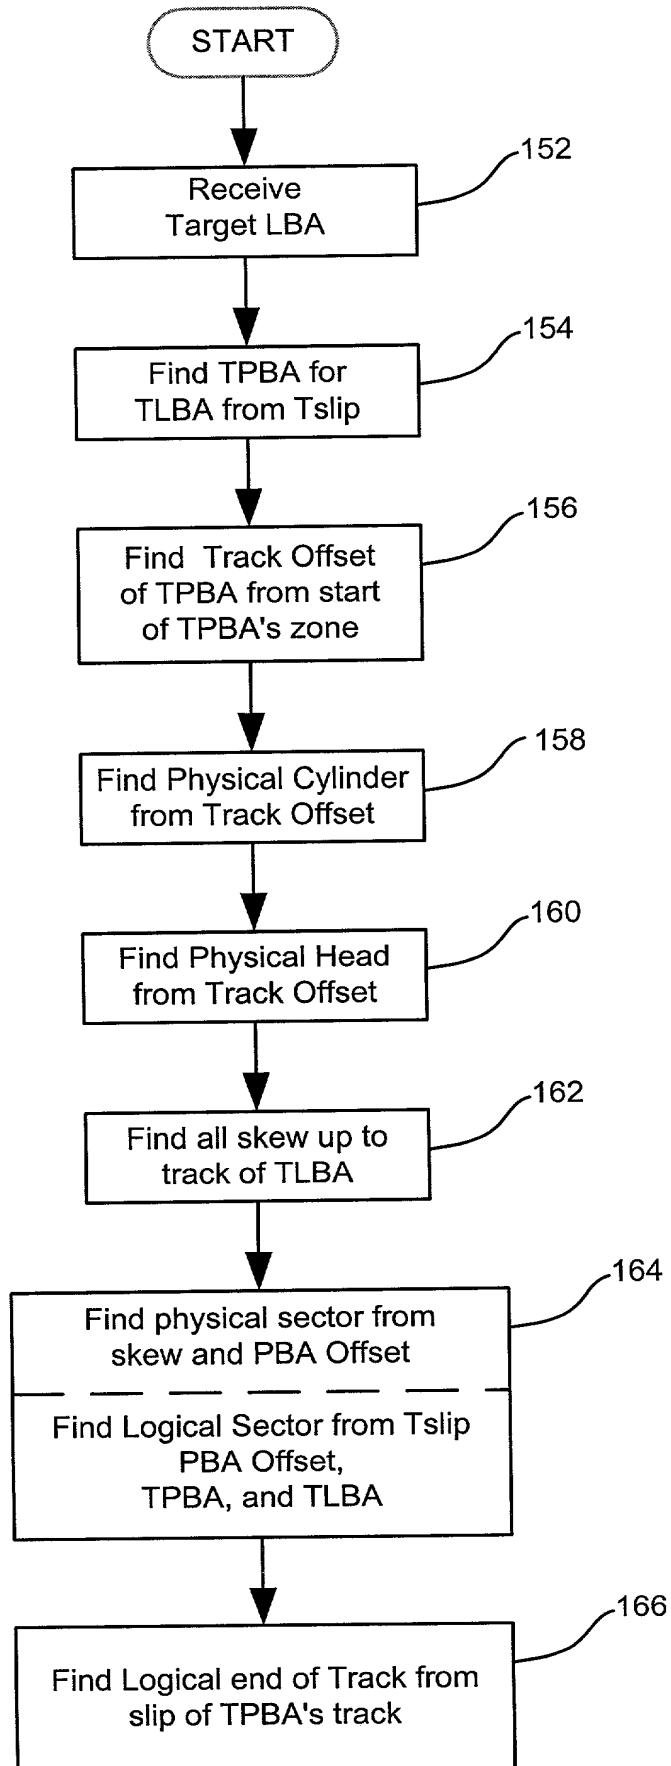 START
152
Receive
Target LBA
154
Find TPBA for
TLBA from Tslip
156
Find Track Offset
of TPBA from start
of TPBA's zone
158
Find Physical Cylinder
from Track Offset
160
Find Physical Head
from Track Offset
162
Find all skew up to
track of TLBA
164
Find physical sector from
skew and PBA Offset
Find Logical Sector from Tslip
PBA Offset,
TPBA, and TLBA
166
Find Logical end of Track from
slip of TPBA's track